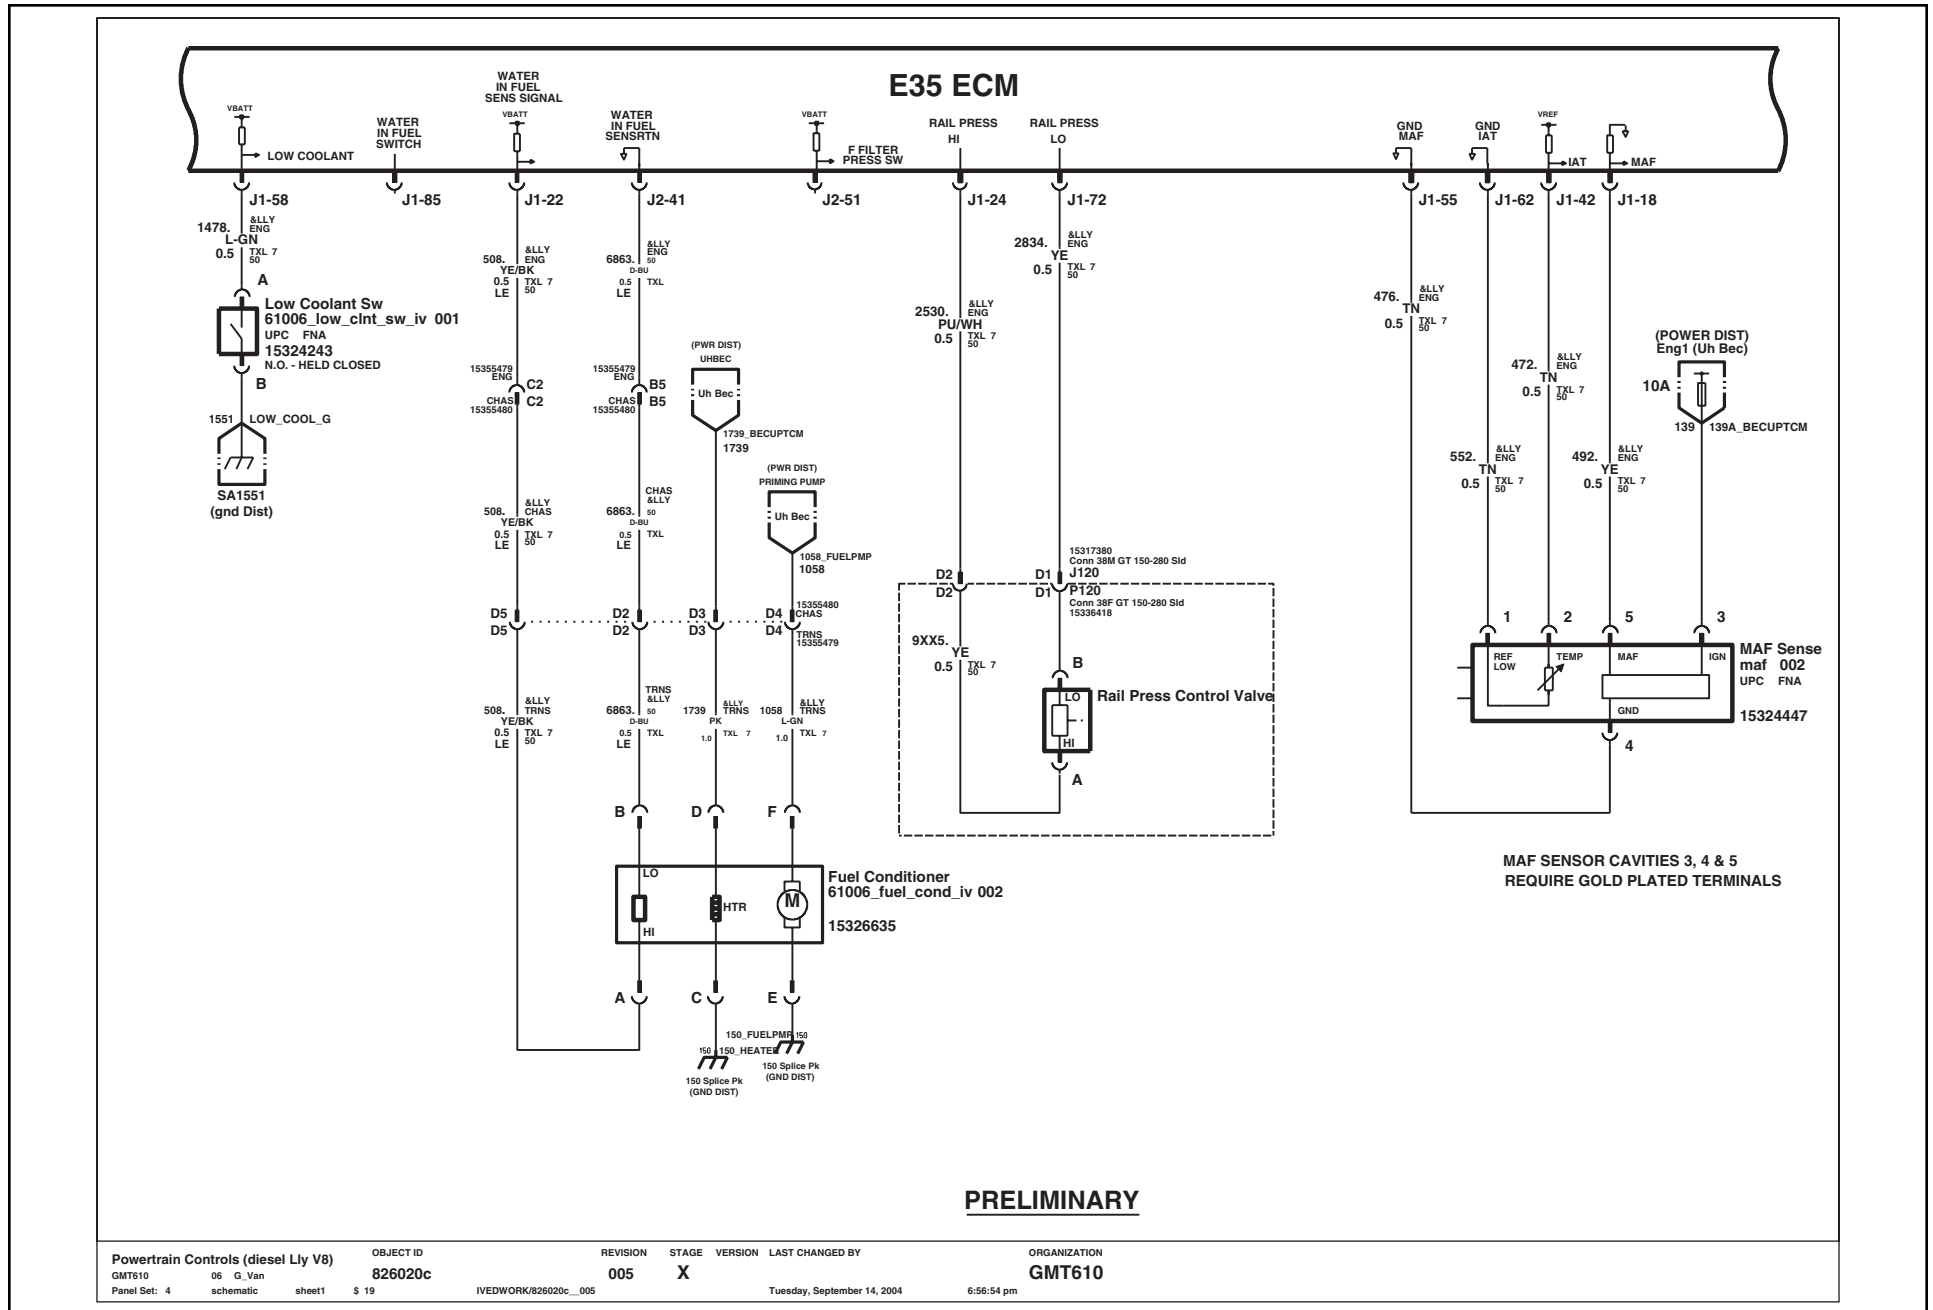 E35 ECM
VBATT
LOW COOLANT
WATER
IN FUEL
SWITCH
WATER
IN FUEL
SENS SIGNAL
VBATT
WATER
IN FUEL
SENSRTN
VBATT
F FILTER
PRESS SW
RAIL PRESS
HI
RAIL PRESS
LO
GND
MAF
GND
IAT
VREF
IAT
MAF
J1-58
J1-85
J1-22
J2-41
J2-51
J1-24
J1-72
J1-55
J1-62
J1-42
J1-18
1478.
&LLY
ENG
L-GN
0.5
TXL 7
50
A
Low Coolant Sw
61006_low_clnt_sw_iv 001
UPC FNA
15324243
N.O. - HELD CLOSED
B
1551
LOW_COOL_G
SA1551
(gnd Dist)
508.
&LLY
ENG
YE/BK
0.5
TXL 7
50
LE
6863.
&LLY
ENG
50
D-BU
0.5 TXL
LE
15355479
ENG
C2
CHAS
C2
15355480
15355479
ENG
B5
CHAS
B5
15355480
508.
&LLY
CHAS
YE/BK
0.5
TXL 7
50
LE
6863.
CHAS
&LLY
50
D-BU
0.5 TXL
LE
(PWR DIST)
UHBEC
Uh Bec
1739_BECUPTCM
1739
(PWR DIST)
PRIMING PUMP
Uh Bec
1058_FUELPMP
1058
D5
D5
D2
D2
D3
D3
D4
D4
15355480
CHAS
TRNS
15355479
508.
&LLY
TRNS
YE/BK
0.5
TXL 7
50
LE
6863.
TRNS
&LLY
50
D-BU
0.5 TXL
LE
1739
&LLY
TRNS
PK
1.0
TXL 7
1058
&LLY
TRNS
L-GN
1.0
TXL 7
B
D
F
LO
HI
HTR
M
Fuel Conditioner
61006_fuel_cond_iv 002
15326635
A
C
E
150_FUELPMP
150
150
150_HEATER
150 Splice Pk
(GND DIST)
150 Splice Pk
(GND DIST)
2530.
&LLY
ENG
PU/WH
0.5
TXL 7
50
2834.
&LLY
ENG
YE
0.5
TXL 7
50
15317380
Conn 38M GT 150-280 Sld
D2
D1
J120
D2
D1
P120
Conn 38F GT 150-280 Sld
15336418
9XX5.
YE
0.5
TXL 7
50
B
LO
Rail Press Control Valve
HI
A
476.
&LLY
ENG
TN
0.5
TXL 7
50
472.
&LLY
ENG
TN
0.5
TXL 7
50
552.
&LLY
ENG
TN
0.5
TXL 7
50
492.
&LLY
ENG
YE
0.5
TXL 7
50
(POWER DIST)
Eng1 (Uh Bec)
10A
139
139A_BECUPTCM
1
2
5
3
REF
LOW
TEMP
MAF
IGN
GND
MAF Sense
maf 002
UPC FNA
15324447
4
MAF SENSOR CAVITIES 3, 4 & 5
REQUIRE GOLD PLATED TERMINALS
PRELIMINARY
Powertrain Controls (diesel Lly V8)
OBJECT ID
REVISION
STAGE
VERSION
LAST CHANGED BY
ORGANIZATION
GMT610
06 G_Van
826020c
005
X
GMT610
Panel Set: 4
schematic
sheet1
$ 19
IVEDWORK/826020c__005
Tuesday, September 14, 2004
6:56:54 pm